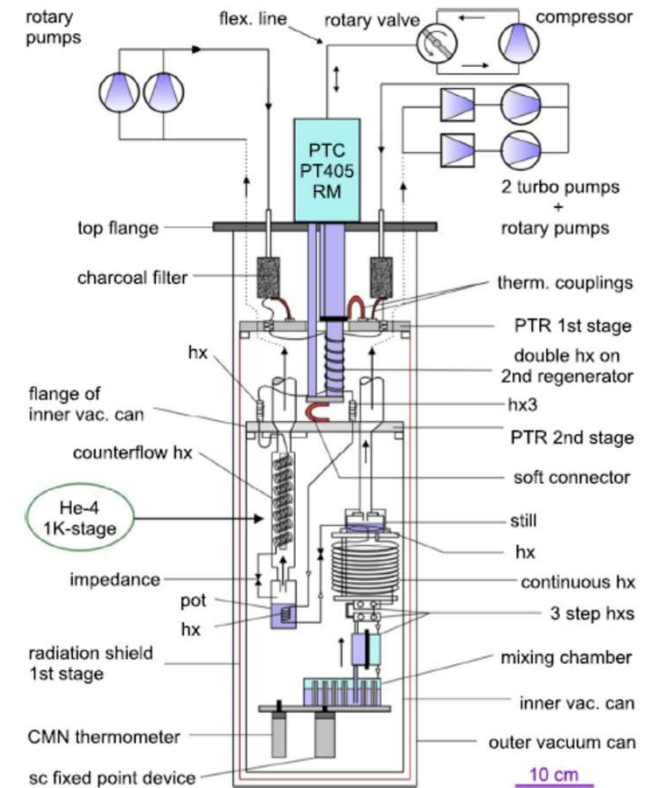 rotary
pumps
flex. line
rotary valve
compressor
PTC
PT405
RM
2 turbo pumps
+
rotary pumps
top flange
charcoal filter
therm. couplings
PTR 1st stage
hx
double hx on
2nd regenerator
flange of
inner vac. can
hx3
PTR 2nd stage
counterflow hx
soft connector
He-4
1K-stage
still
hx
impedance
continuous hx
pot
3 step hxs
hx
radiation shield
1st stage
mixing chamber
inner vac. can
CMN thermometer
outer vacuum can
sc fixed point device
10 cm